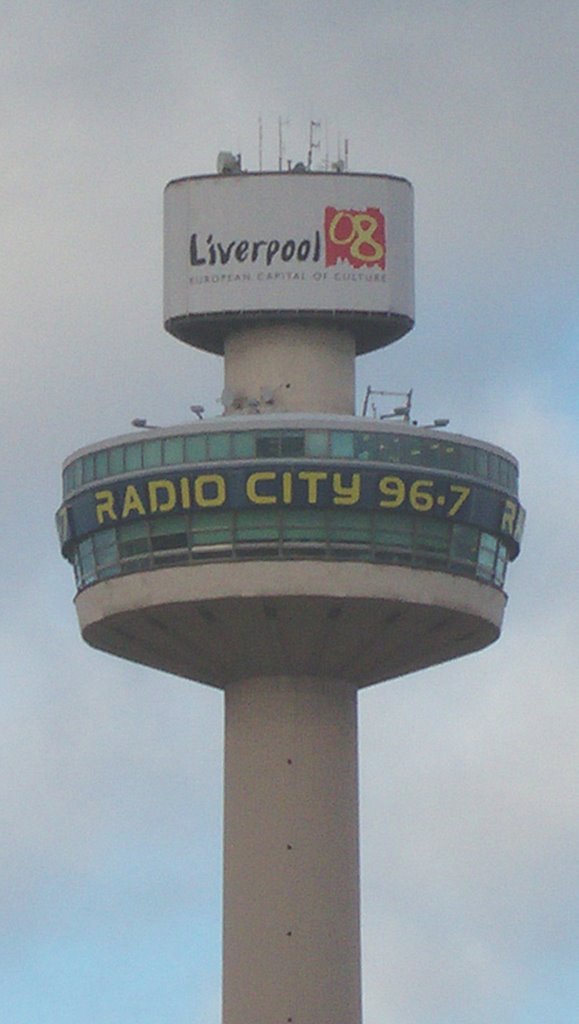 Liverpool 08
EUROPEAN CAPITAL OF CULTURE
RADIO CITY 96.7